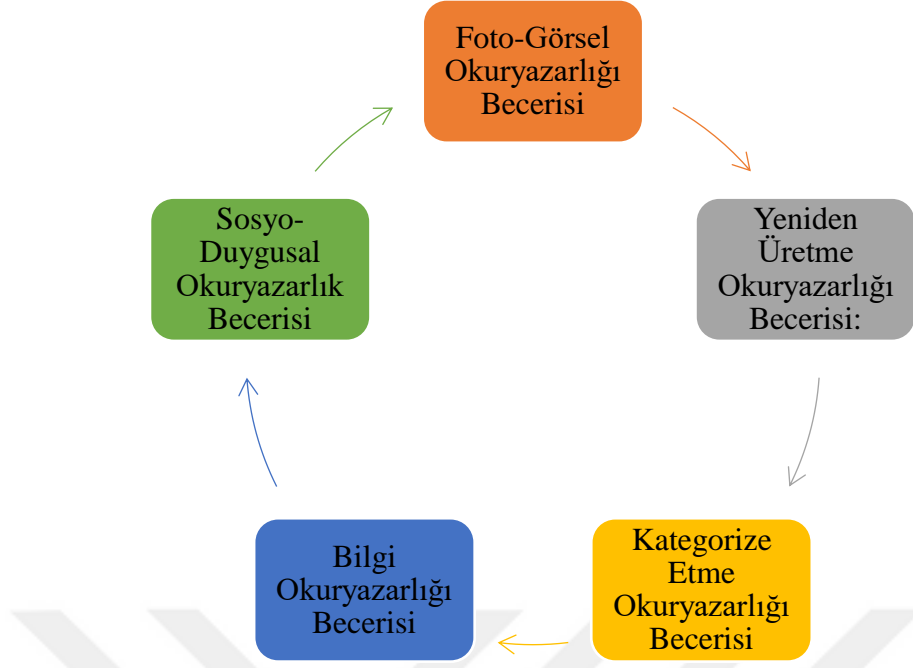 Foto-Görsel
Okuryazarlığı
Becerisi
Yeniden
Üretme
Okuryazarlığı
Becerisi:
Kategorize
Etme
Okuryazarlığı
Becerisi
Bilgi
Okuryazarlığı
Becerisi
Sosyo-
Duygusal
Okuryazarlık
Becerisi